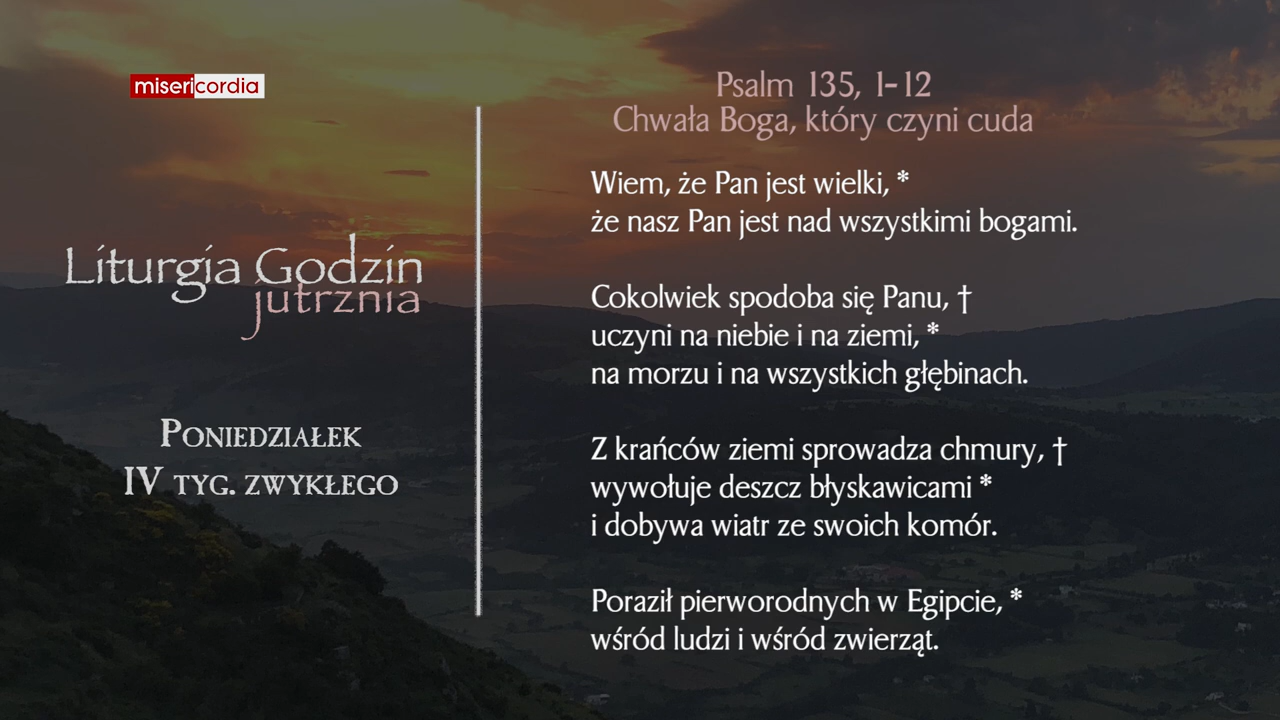 misericordia
Liturgia Godzin
jutrznia
Poniedziałek
IV tyg. zwykłego
Psalm 135, 1-12
Chwała Boga, który czyni cuda
Wiem, że Pan jest wielki, *
że nasz Pan jest nad wszystkimi bogami.
Cokolwiek spodoba się Panu, †
uczyni na niebie i na ziemi, *
na morzu i na wszystkich głębinach.
Z krańców ziemi sprowadza chmury, †
wywołuje deszcz błyskawicami *
i dobywa wiatr ze swoich komór.
Poraził pierworodnych w Egipcie, *
wśród ludzi i wśród zwierząt.